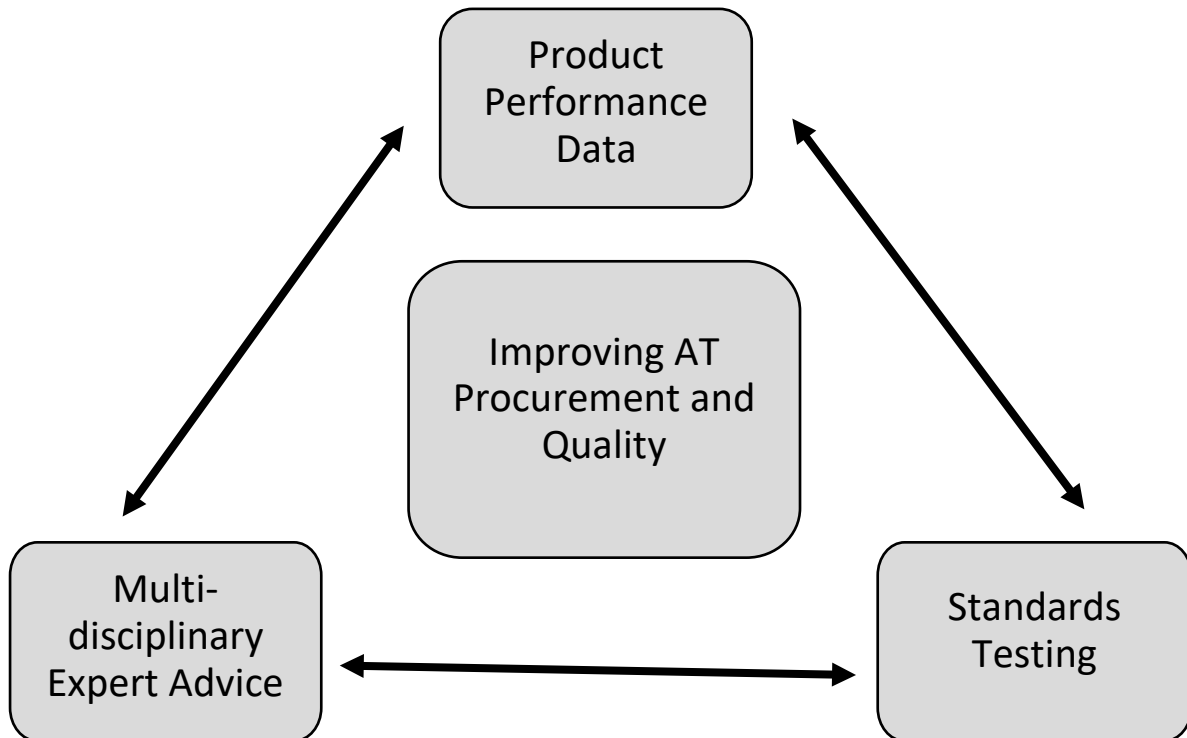 Product
Performance
Data
Improving AT
Procurement and
Quality
Multi-
disciplinary
Expert Advice
Standards
Testing